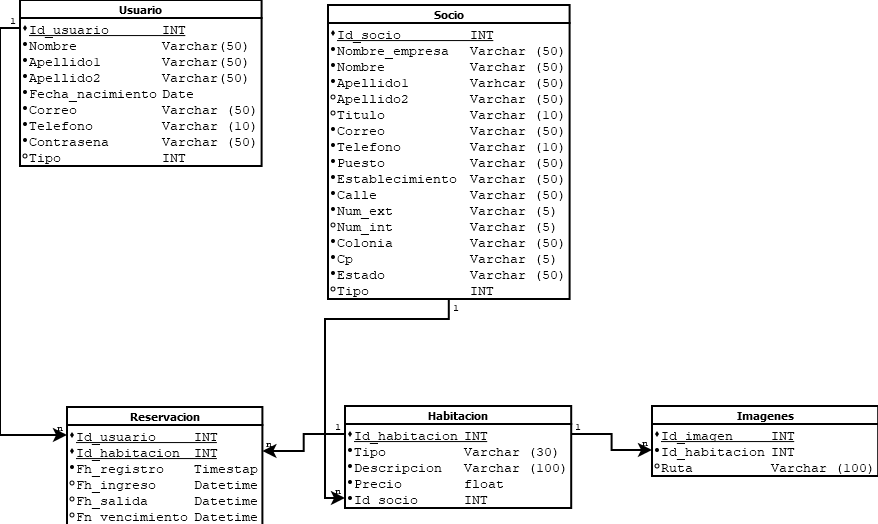 Usuario
1
Id_usuario INT
Nombre Varchar(50)
Apellido1 Varchar(50)
Apellido2 Varchar(50)
Fecha_nacimiento Date
Correo Varchar (50)
Telefono Varchar (10)
Contrasena Varchar (50)
Tipo INT
Socio
Id_socio INT
Nombre_empresa Varchar (50)
Nombre Varchar (50)
Apellido1 Varhcar (50)
Apellido2 Varchar (50)
Titulo Varchar (10)
Correo Varchar (50)
Telefono Varchar (10)
Puesto Varchar (50)
Establecimiento Varchar (50)
Calle Varchar (50)
Num_ext Varchar (5)
Num_int Varchar (5)
Colonia Varchar (50)
Cp Varchar (5)
Estado Varchar (50)
Tipo INT
1
Reservacion
n
Id_usuario INT
Id_habitacion INT
Fh_registro Timestap
Fh_ingreso Datetime
Fh_salida Datetime
Fn_vencimiento Datetime
n
1
Habitacion
Id_habitacion INT
Tipo Varchar (30)
Descripcion Varchar (100)
Precio float
Id_socio INT
n
1
n
Imagenes
Id_imagen INT
Id_habitacion INT
Ruta Varchar (100)